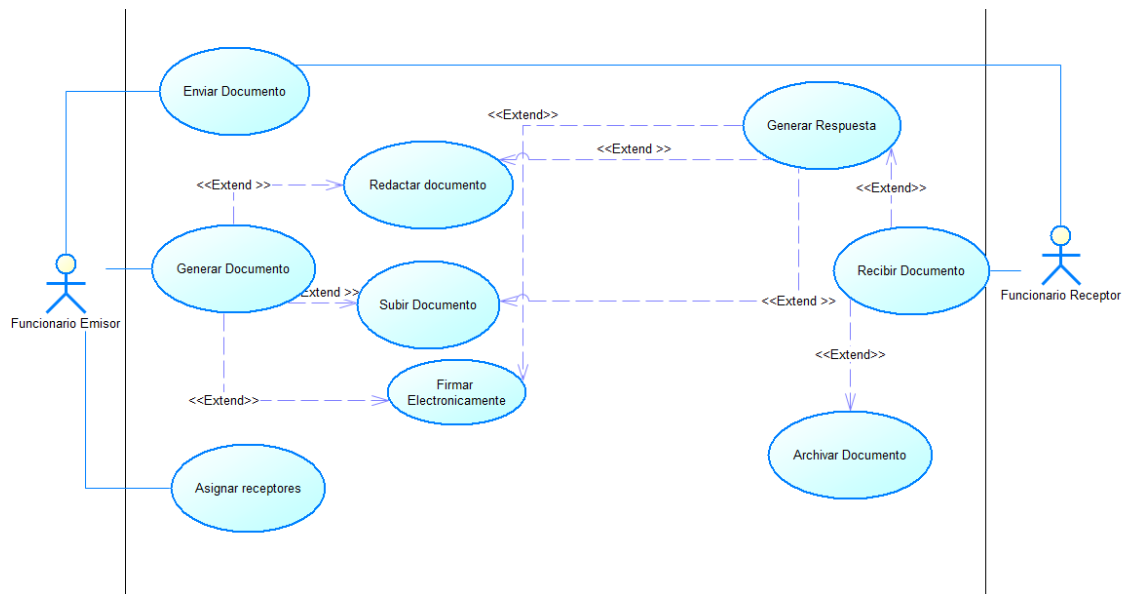 Enviar Documento
<<Extend>>
Generar Respuesta
<<Extend >>
Redactar documento
<<Extend >>
<<Extend>>
Generar Documento
Recibir Documento
Extend >>
Subir Documento
<<Extend >>
Funcionario Emisor
Funcionario Receptor
<<Extend>>
Firmar
Electronicamente
<<Extend>>
Archivar Documento
Asignar receptores